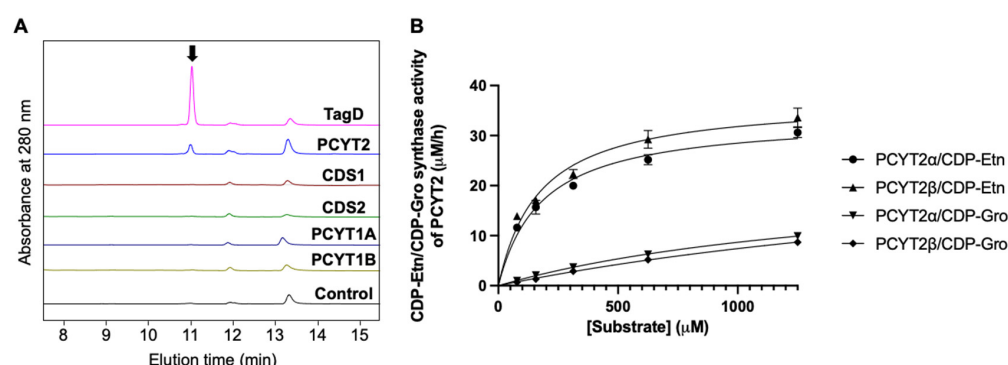 A
Absorbance at 280 nm
TagD
PCYT2
CDS1
CDS2
PCYT1A
PCYT1B
Control
8 9 10 11 12 13 14 15
Elution time (min)
B
CDP-Etn/CDP-Gro synthase activity
of PCYT2 (μM/h)
40
30
20
10
0
0 500 1000
[Substrate] (μM)
PCYT2α/CDP-Etn
PCYT2β/CDP-Etn
PCYT2α/CDP-Gro
PCYT2β/CDP-Gro